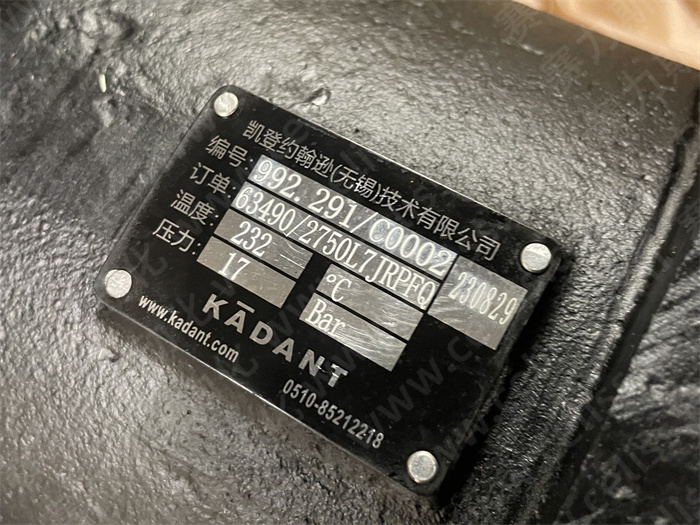 凯登约翰逊(无锡)技术有限公司
编号: 992.291/C0002
订单: 63490/2750L7JRPFQ 230829
温度: 232 °C
压力: 17 Bar
KADANT
www.kadant.com
0510-85212218